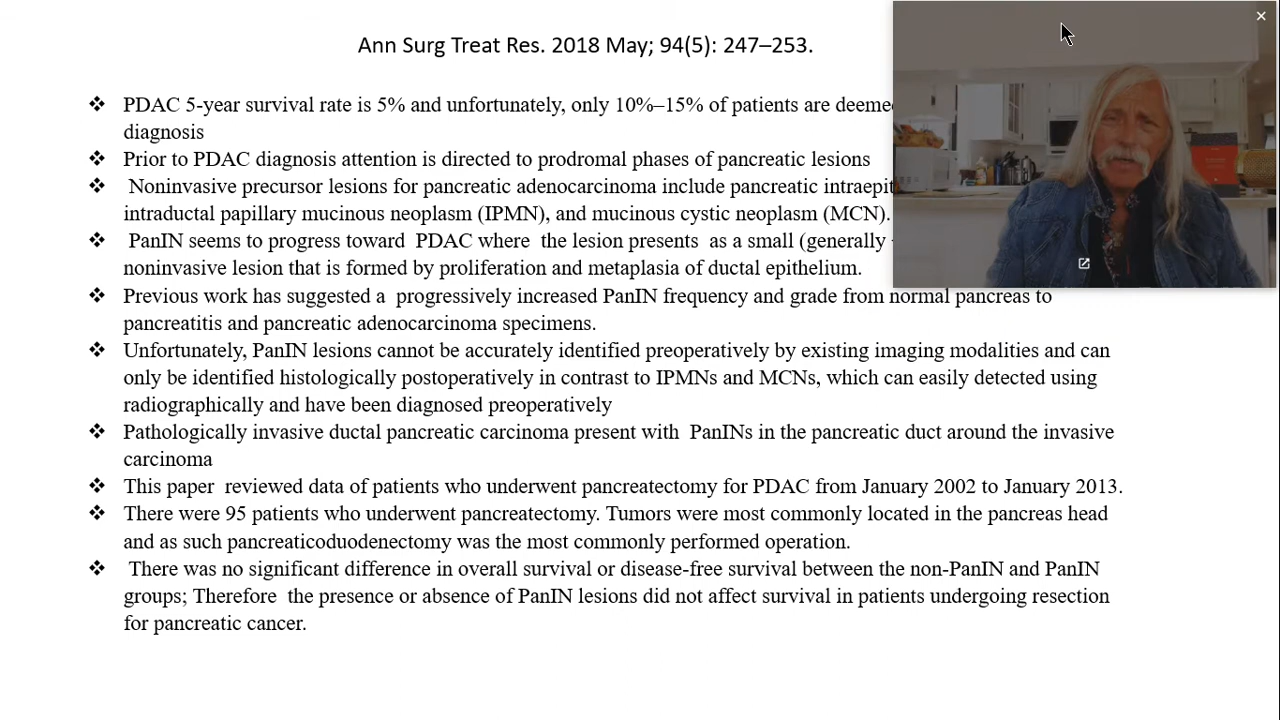 Ann Surg Treat Res. 2018 May; 94(5): 247–253.
❖ PDAC 5-year survival rate is 5% and unfortunately, only 10%–15% of patients are
diagnosis
❖ Prior to PDAC diagnosis attention is directed to prodromal phases of pancreatic lesions
❖ Noninvasive precursor lesions for pancreatic adenocarcinoma include pancreatic
intraductal papillary mucinous neoplasm (IPMN), and mucinous cystic neoplasm (MCN).
❖ PanIN seems to progress toward PDAC where the lesion presents as a small (generally
noninvasive lesion that is formed by proliferation and metaplasia of ductal epithelium.
❖ Previous work has suggested a progressively increased PanIN frequency and grade from normal pancreas to
pancreatitis and pancreatic adenocarcinoma specimens.
❖ Unfortunately, PanIN lesions cannot be accurately identified preoperatively by existing imaging modalities and can
only be identified histologically postoperatively in contrast to IPMNs and MCNs, which can easily detected using
radiographically and have been diagnosed preoperatively
❖ Pathologically invasive ductal pancreatic carcinoma present with PanINs in the pancreatic duct around the invasive
carcinoma
❖ This paper reviewed data of patients who underwent pancreatectomy for PDAC from January 2002 to January 2013.
❖ There were 95 patients who underwent pancreatectomy. Tumors were most commonly located in the pancreas head
and as such pancreaticoduodenectomy was the most commonly performed operation.
❖ There was no significant difference in overall survival or disease-free survival between the non-PanIN and PanIN
groups; Therefore the presence or absence of PanIN lesions did not affect survival in patients undergoing resection
for pancreatic cancer.